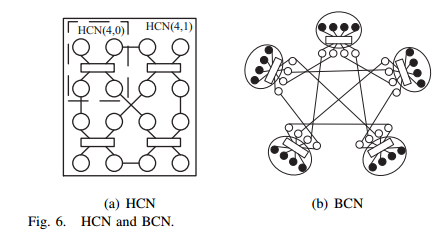 HCN(4,0) HCN(4,1)
(a) HCN (b) BCN
Fig. 6. HCN and BCN.